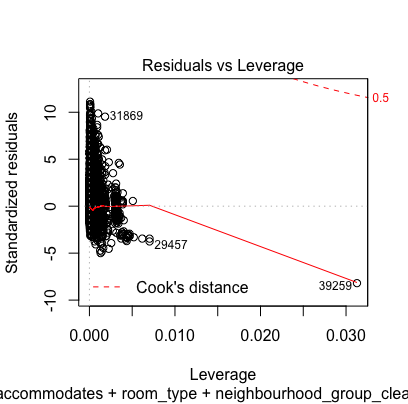 Residuals vs Leverage
Standardized residuals
10
5
0
-5
-10
31869
29457
39259
0.5
Cook's distance
0.000
0.010
0.020
0.030
Leverage
accommodates + room_type + neighbourhood_group_clea